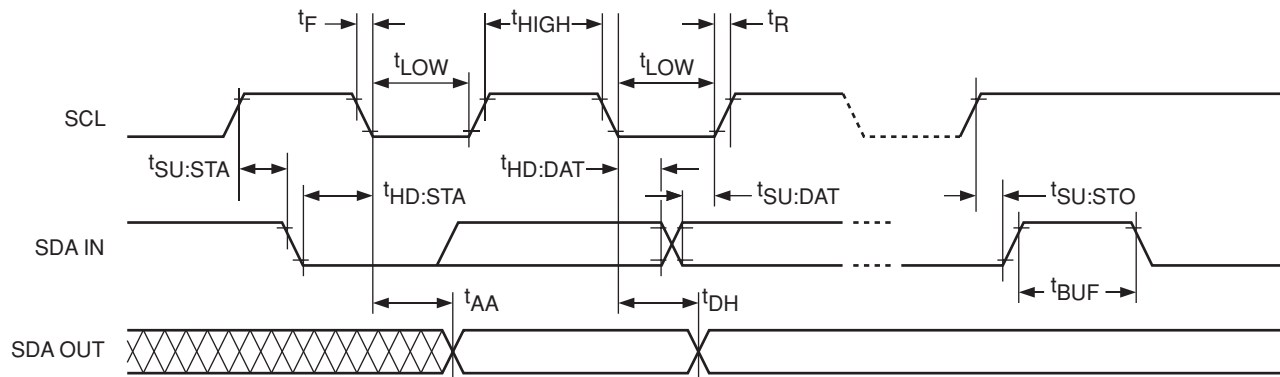 tF
tHIGH
tR
tLOW
tLOW
SCL
tSU:STA
tHD:STA
tHD:DAT
tSU:DAT
tSU:STO
SDA IN
tBUF
tAA
tDH
SDA OUT